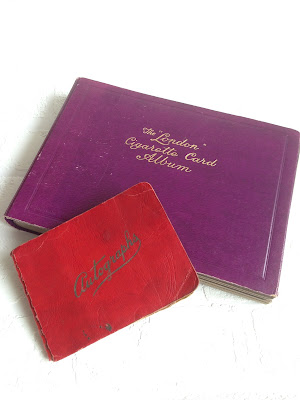 The "London"
Cigarette Card
Album
Autographs